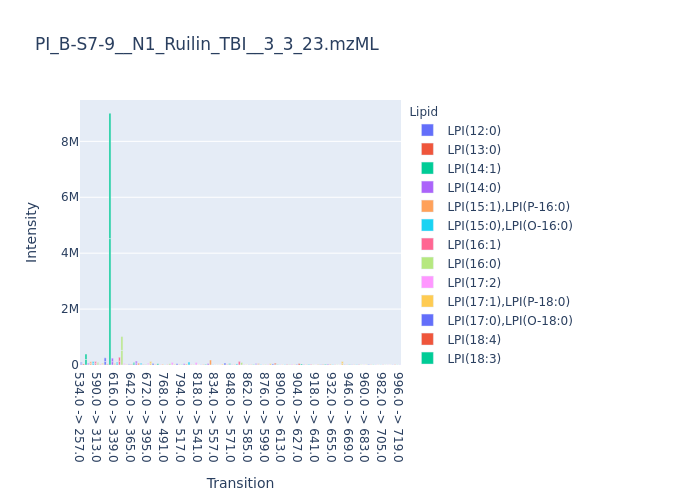 PI_B-S7-9__N1_Ruilin_TBI__3_3_23.mzML
Lipid
LPI(12:0)
LPI(13:0)
LPI(14:1)
LPI(14:0)
LPI(15:1),LPI(P-16:0)
LPI(15:0),LPI(O-16:0)
LPI(16:1)
LPI(16:0)
LPI(17:2)
LPI(17:1),LPI(P-18:0)
LPI(17:0),LPI(O-18:0)
LPI(18:4)
LPI(18:3)
Intensity
8M
6M
4M
2M
0
534.0 -> 257.0
590.0 -> 313.0
616.0 -> 339.0
642.0 -> 365.0
672.0 -> 395.0
768.0 -> 491.0
794.0 -> 517.0
818.0 -> 541.0
834.0 -> 557.0
848.0 -> 571.0
862.0 -> 585.0
876.0 -> 599.0
890.0 -> 613.0
904.0 -> 627.0
918.0 -> 641.0
932.0 -> 655.0
946.0 -> 669.0
960.0 -> 683.0
982.0 -> 705.0
996.0 -> 719.0
Transition